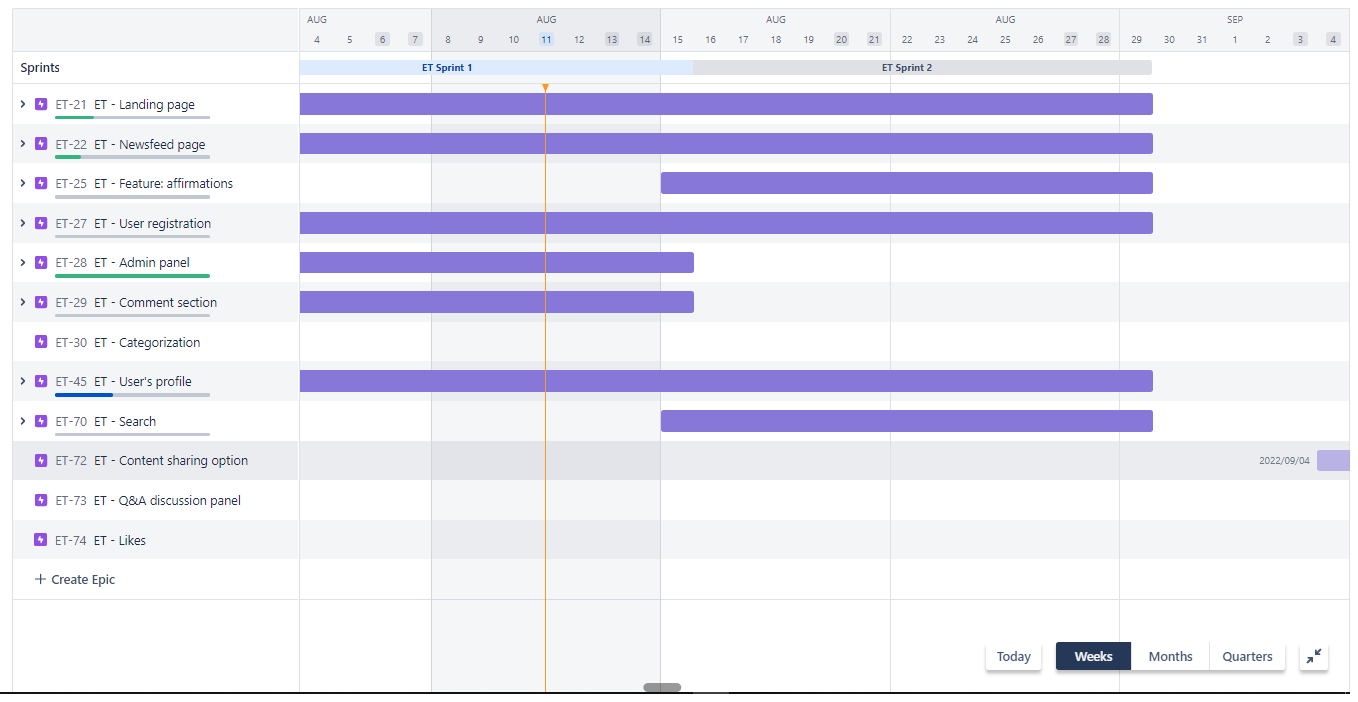 AUG AUG AUG AUG SEP
4 5 6 7 8 9 10 11 12 13 14 15 16 17 18 19 20 21 22 23 24 25 26 27 28 29 30 31 1 2 3 4
Sprints ET Sprint 1 ET Sprint 2
ET-21 ET - Landing page
ET-22 ET - Newsfeed page
ET-25 ET - Feature: affirmations
ET-27 ET - User registration
ET-28 ET - Admin panel
ET-29 ET - Comment section
ET-30 ET - Categorization
ET-45 ET - User's profile
ET-70 ET - Search
ET-72 ET - Content sharing option 2022/09/04
ET-73 ET - Q&A discussion panel
ET-74 ET - Likes
+ Create Epic
Today Weeks Months Quarters